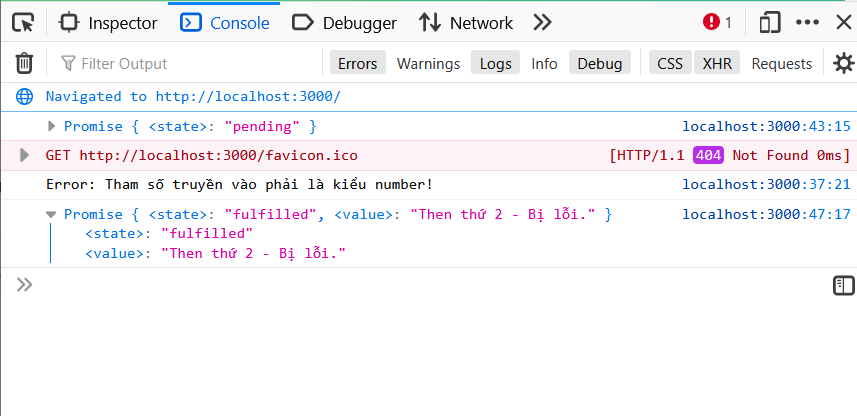 Inspector Console Debugger Network 1
Filter Output Errors Warnings Logs Info Debug CSS XHR Requests
Navigated to http://localhost:3000/
Promise { <state>: "pending" } localhost:3000:43:15
GET http://localhost:3000/favicon.ico [HTTP/1.1 404 Not Found 0ms]
Error: Tham số truyền vào phải là kiểu number! localhost:3000:37:21
Promise { <state>: "fulfilled", <value>: "Then thứ 2 - Bị lỗi." } localhost:3000:47:17
<state>: "fulfilled"
<value>: "Then thứ 2 - Bị lỗi."